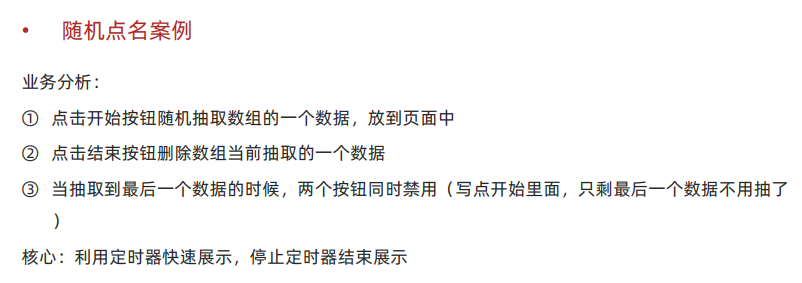 • 随机点名案例
业务分析：
① 点击开始按钮随机抽取数组的一个数据，放到页面中
② 点击结束按钮删除数组当前抽取的一个数据
③ 当抽取到最后一个数据的时候，两个按钮同时禁用（写点开始里面，只剩最后一个数据不用抽了
）
核心：利用定时器快速展示，停止定时器结束展示